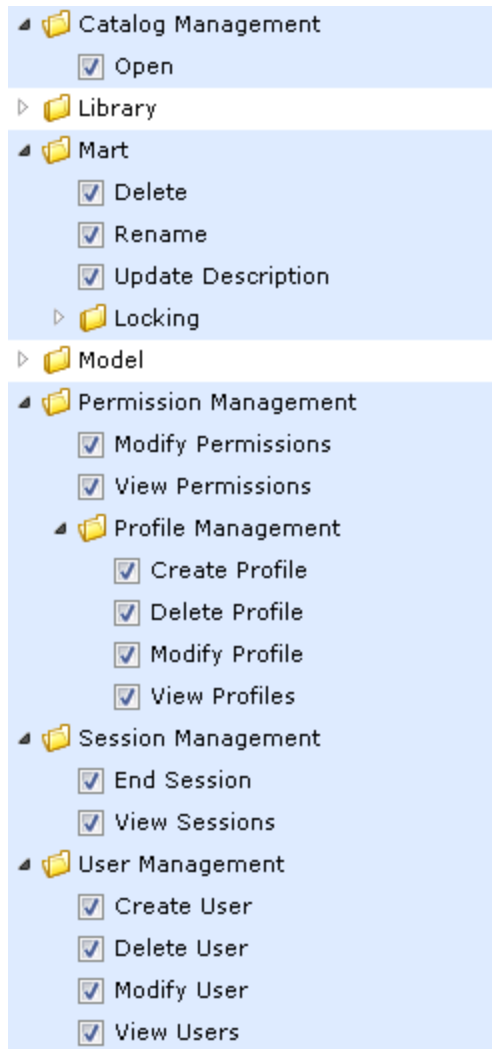 Catalog Management
Open
Library
Mart
Delete
Rename
Update Description
Locking
Model
Permission Management
Modify Permissions
View Permissions
Profile Management
Create Profile
Delete Profile
Modify Profile
View Profiles
Session Management
End Session
View Sessions
User Management
Create User
Delete User
Modify User
View Users